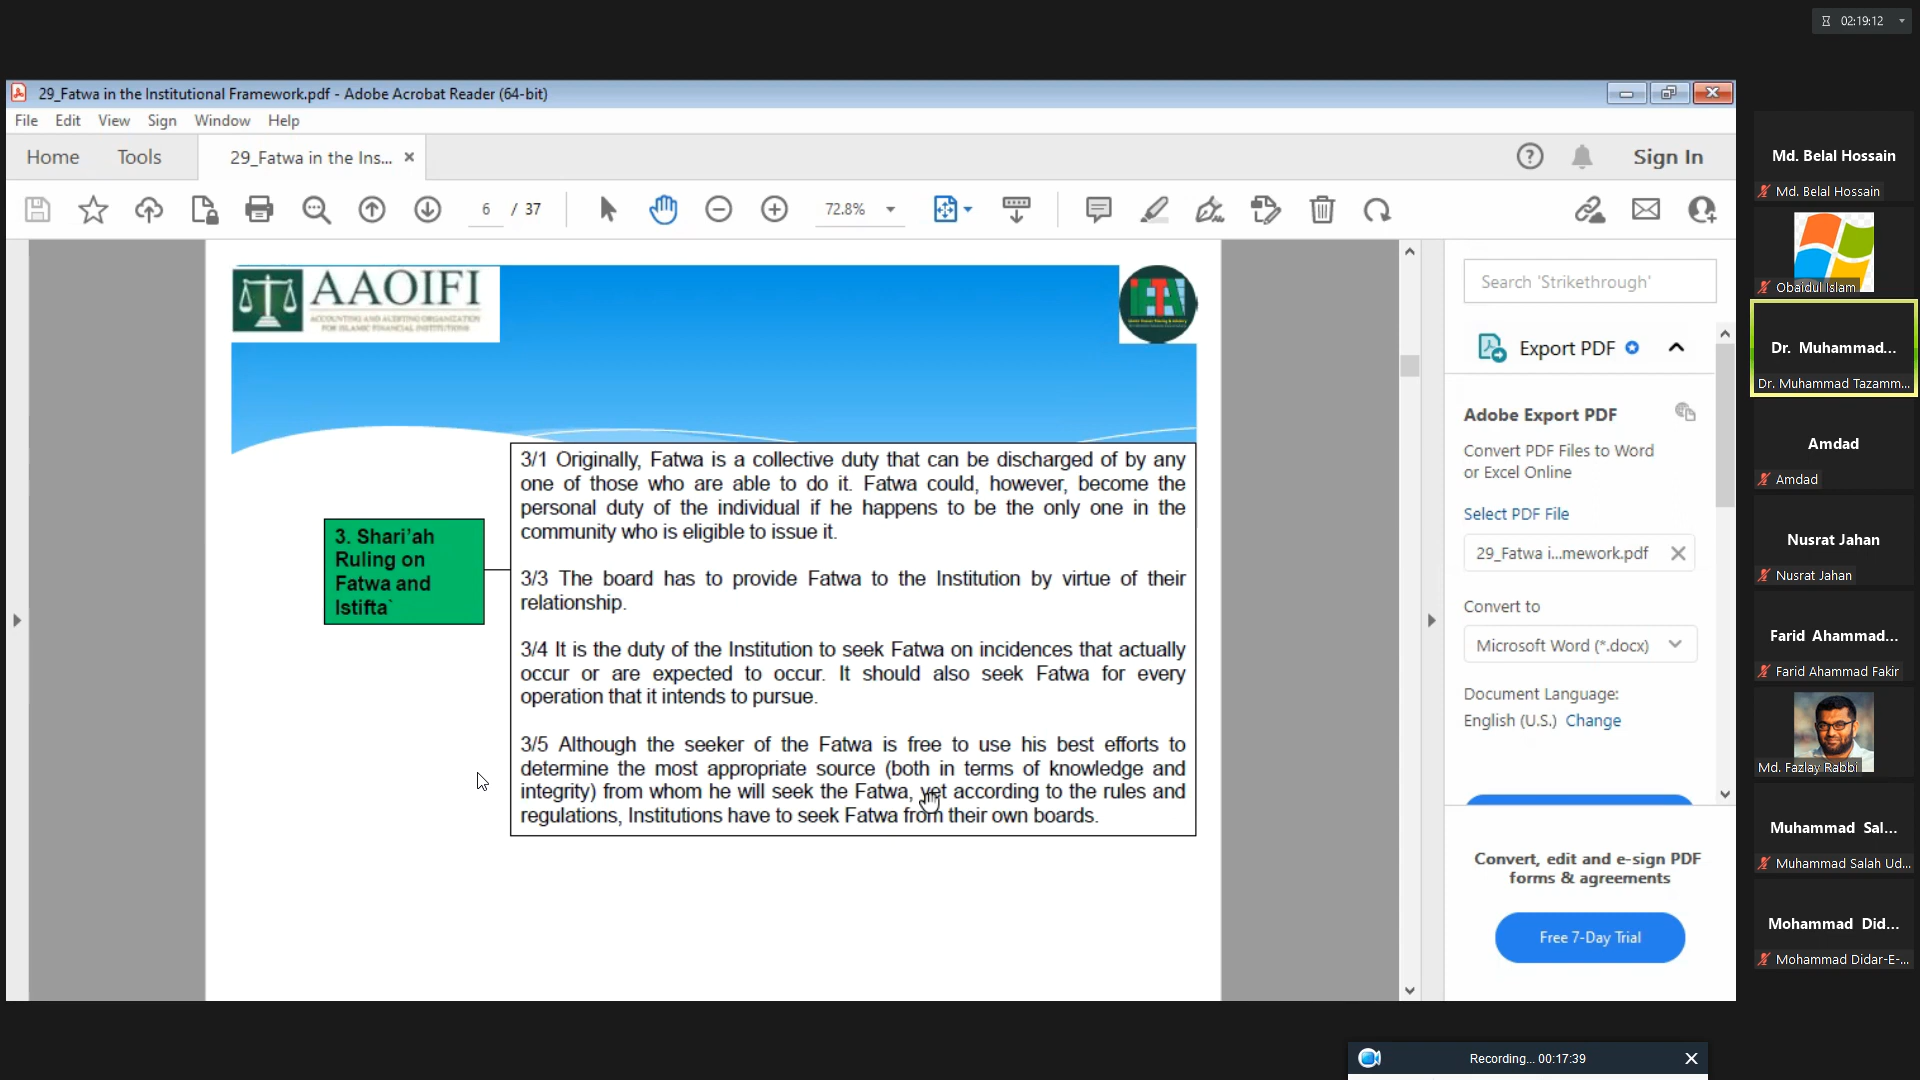 02:19:12
29_Fatwa in the Institutional Framework.pdf - Adobe Acrobat Reader (64-bit)
File Edit View Sign Window Help
Home Tools 29_Fatwa in the Ins... Sign In
6 / 37 72.8%
AAOIFI
ACCOUNTING AND AUDITING ORGANIZATION
FOR ISLAMIC FINANCIAL INSTITUTIONS
3. Shari’ah
Ruling on
Fatwa and
Istifta`
3/1 Originally, Fatwa is a collective duty that can be discharged of by any
one of those who are able to do it. Fatwa could, however, become the
personal duty of the individual if he happens to be the only one in the
community who is eligible to issue it.
3/3 The board has to provide Fatwa to the Institution by virtue of their
relationship.
3/4 It is the duty of the Institution to seek Fatwa on incidences that actually
occur or are expected to occur. It should also seek Fatwa for every
operation that it intends to pursue.
3/5 Although the seeker of the Fatwa is free to use his best efforts to
determine the most appropriate source (both in terms of knowledge and
integrity) from whom he will seek the Fatwa, yet according to the rules and
regulations, Institutions have to seek Fatwa from their own boards.
Search 'Strikethrough'
Export PDF
Adobe Export PDF
Convert PDF Files to Word
or Excel Online
Select PDF File
29_Fatwa i...mework.pdf
Convert to
Microsoft Word (*.docx)
Document Language:
English (U.S.) Change
Convert, edit and e-sign PDF
forms & agreements
Free 7-Day Trial
Md. Belal Hossain
Md. Belal Hossain
Obaidul Islam
Dr. Muhammad...
Dr. Muhammad Tazamm...
Amdad
Amdad
Nusrat Jahan
Nusrat Jahan
Farid Ahammad...
Farid Ahammad Fakir
Md. Fazlay Rabbi
Muhammad Sal...
Muhammad Salah Ud...
Mohammad Did...
Mohammad Didar-E-...
Recording... 00:17:39